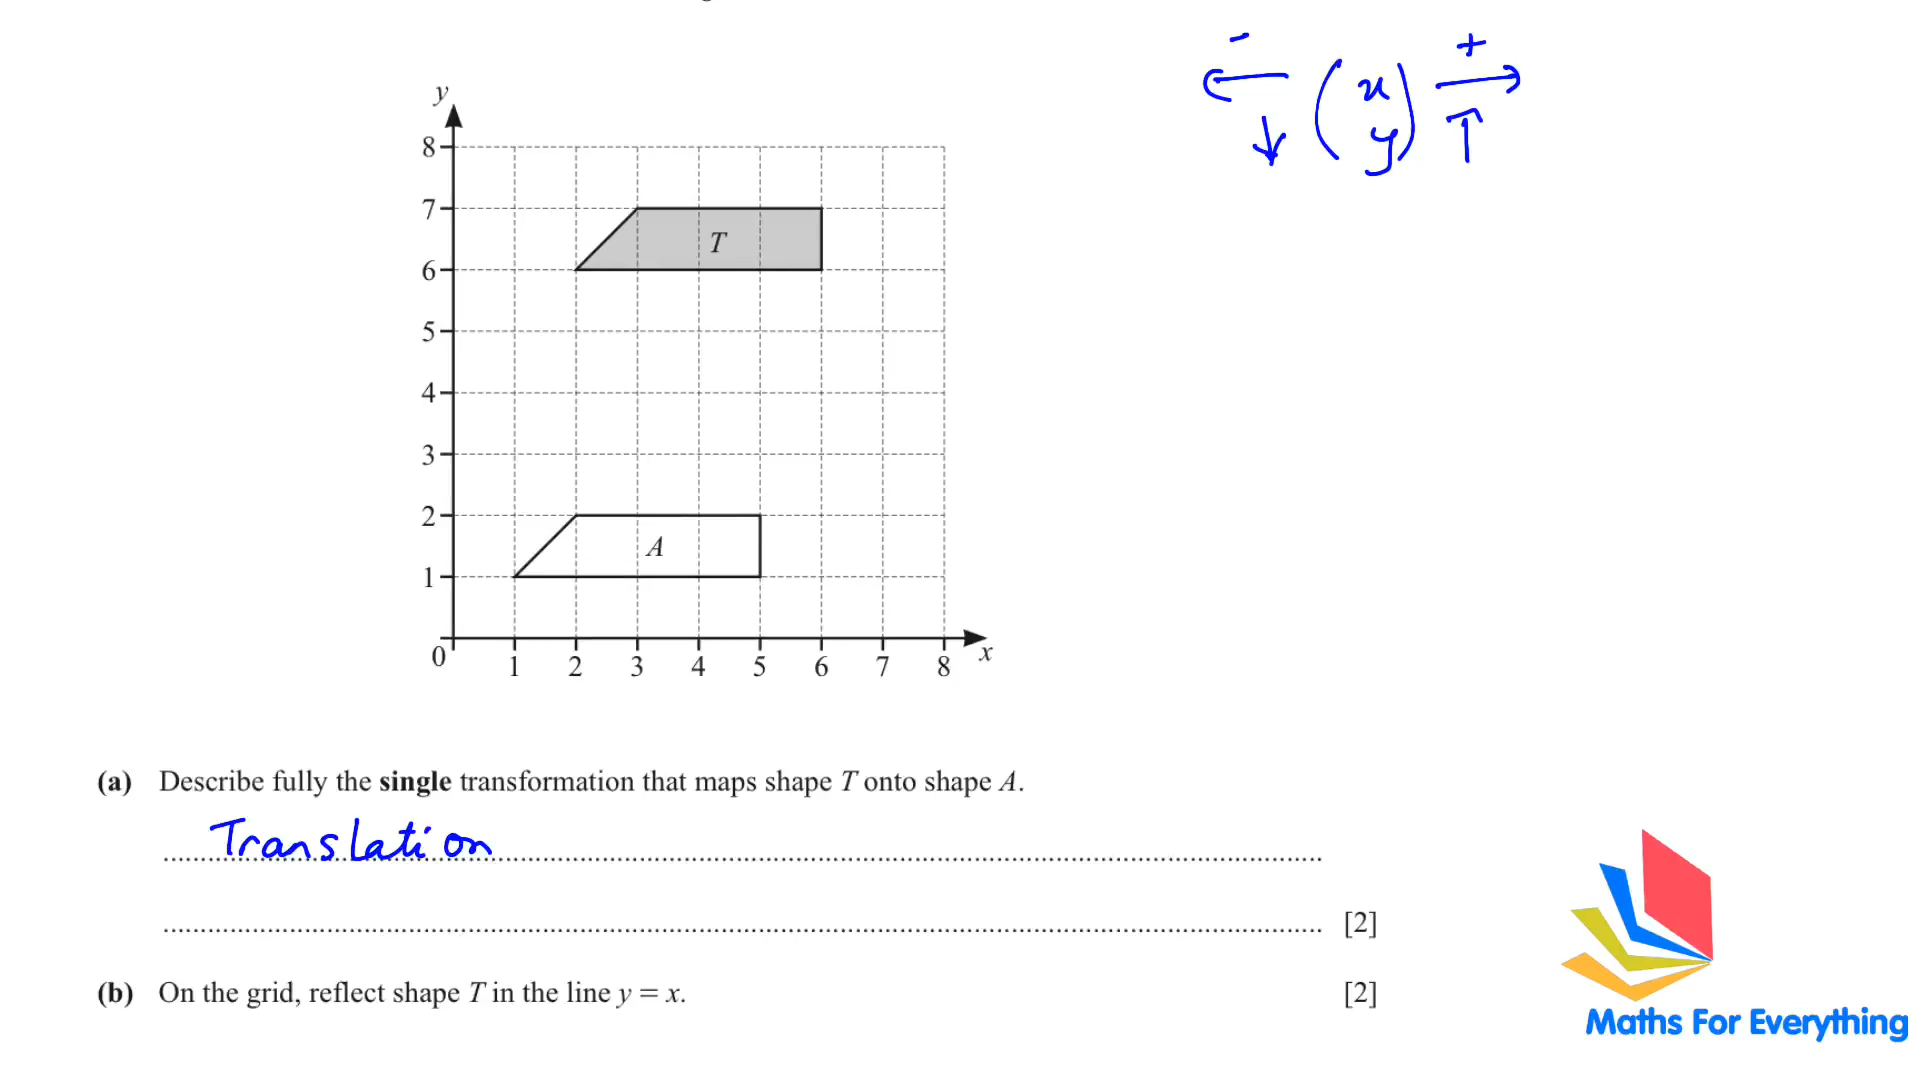 - +
(x
y)
y
8
7
T
6
5
4
3
2
A
1
0
1 2 3 4 5 6 7 8 x
(a) Describe fully the single transformation that maps shape T onto shape A.
Translation
[2]
(b) On the grid, reflect shape T in the line y = x. [2]
Maths For Everything